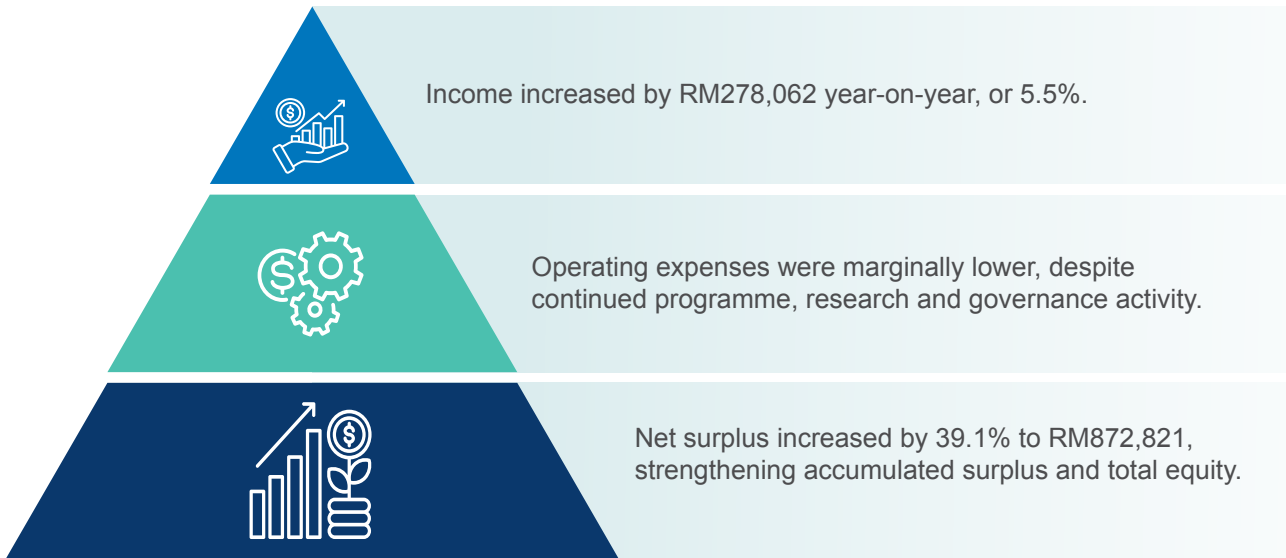 Income increased by RM278,062 year-on-year, or 5.5%.
Operating expenses were marginally lower, despite
continued programme, research and governance activity.
Net surplus increased by 39.1% to RM872,821,
strengthening accumulated surplus and total equity.